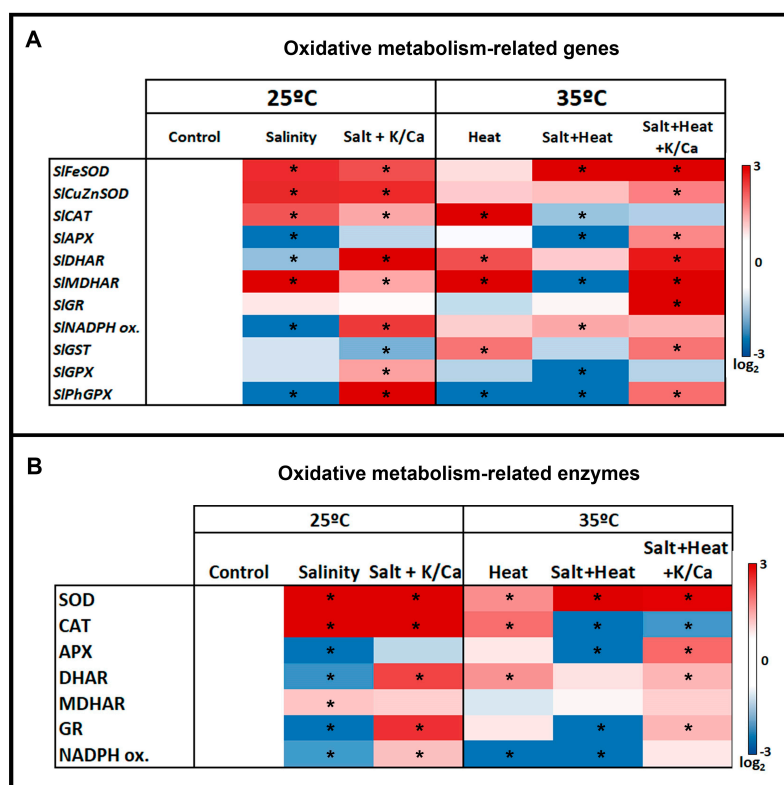 A
Oxidative metabolism-related genes
25ºC 35ºC
Control Salinity Salt + K/Ca Heat Salt+Heat Salt+Heat
+K/Ca
SlFeSOD * * * *
SlCuZnSOD * * *
SlCAT * * * *
SlAPX * * *
SlDHAR * * * *
SlMDHAR * * * * *
SlGR *
SlNADPH ox. * * *
SlGST * * *
SlGPX * *
SlPhGPX * * * * *
3
0
-3
log2
B
Oxidative metabolism-related enzymes
25ºC 35ºC
Control Salinity Salt + K/Ca Heat Salt+Heat Salt+Heat
+K/Ca
SOD * * * * *
CAT * * * * *
APX * * *
DHAR * * * *
MDHAR *
GR * * * *
NADPH ox. * * * *
3
0
-3
log2